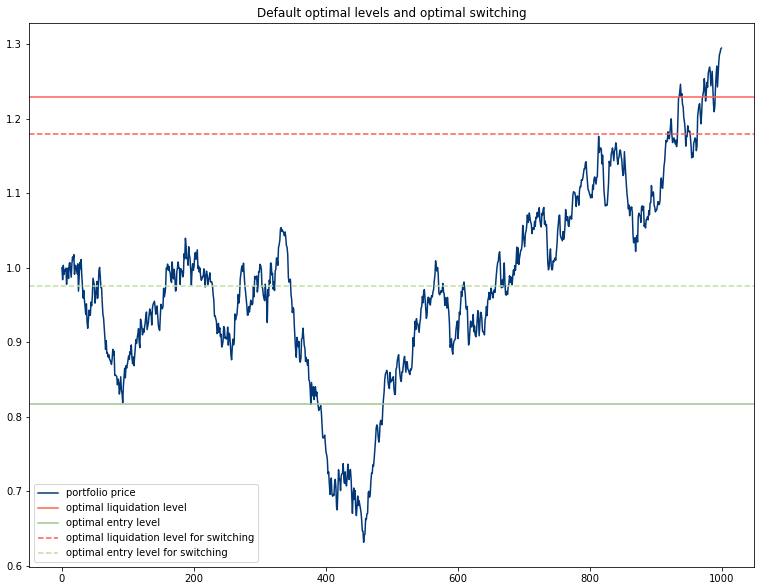 Default optimal levels and optimal switching
1.3
1.2
1.1
1.0
0.9
0.8
0.7
0.6
portfolio price
optimal liquidation level
optimal entry level
optimal liquidation level for switching
optimal entry level for switching
0 200 400 600 800 1000